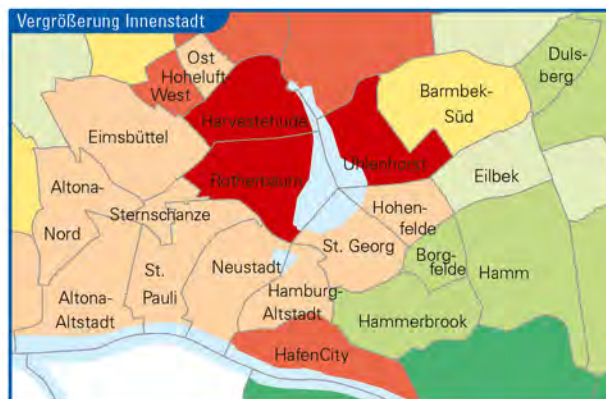 Vergrößerung Innenstadt
Ost
Hoheluft-
West
Duls-
berg
Barmbek-
Süd
Harvestehude
Eimsbüttel
Uhlenhorst
Rotherbaum
Eilbek
Altona-
Nord
Sternschanze
Hohen-
felde
St. Georg
Borg-
felde
Hamm
St.
Pauli
Neustadt
Altona-
Altstadt
Hamburg-
Altstadt
Hammerbrook
HafenCity